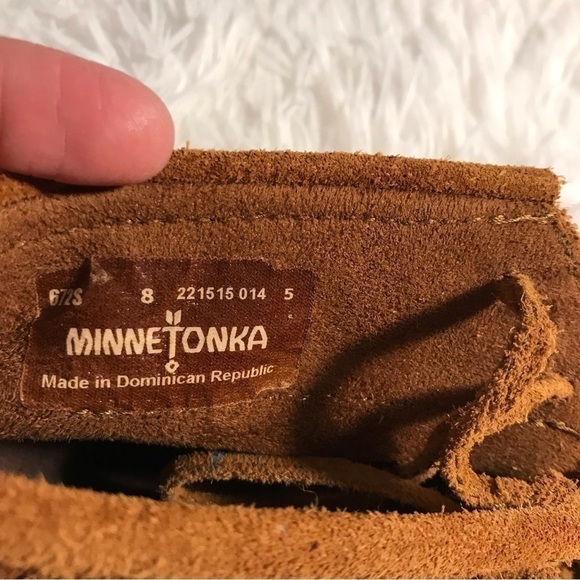 672S 8 221515 014 5
MINNETONKA
Made in Dominican Republic